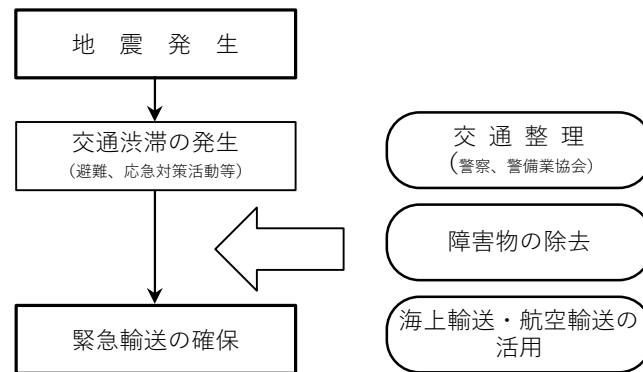 地　震　発　生
交通渋滞の発生
(避難、応急対策活動等)
緊急輸送の確保
交 通 整 理
(警察、警備業協会)
障害物の除去
海上輸送・航空輸送の
活用